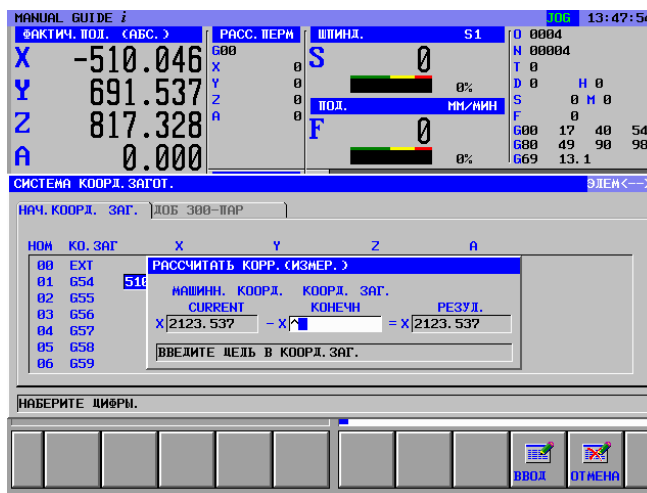 MANUAL GUIDE i JOG 13:47:54
ФАКТИЧ.ПОЛ. (АБС.)
X -510.046
Y 691.537
Z 817.328
A 0.000
РАСС.ПЕРМ
G00
X 0
Y 0
Z 0
A 0
ШПИНД. S1
S 0
0%
ПОД. ММ/МИН
F 0
0%
O 0004
N 00004
T 0
D 0 H 0
S 0 M 0
F 0
G00 17 40 54
G80 49 90 98
G69 13.1
СИСТЕМА КООРД.ЗАГОТ. ЭЛЕМ<-->
НАЧ.КООРД. ЗАГ. ДОБ 300-ПАР
НОМ КО.ЗАГ X Y Z A
00 EXT
01 G54 510
02 G55
03 G56
04 G57
05 G58
06 G59
РАССЧИТАТЬ КОРР.(ИЗМЕР.)
МАШИНН. КООРД. КООРД. ЗАГ.
CURRENT КОНЕЧН РЕЗУЛ.
X 2123.537 - X ^ = X 2123.537
ВВЕДИТЕ ЦЕЛЬ В КООРД.ЗАГ.
НАБЕРИТЕ ЦИФРЫ.
ВВОД ОТМЕНА